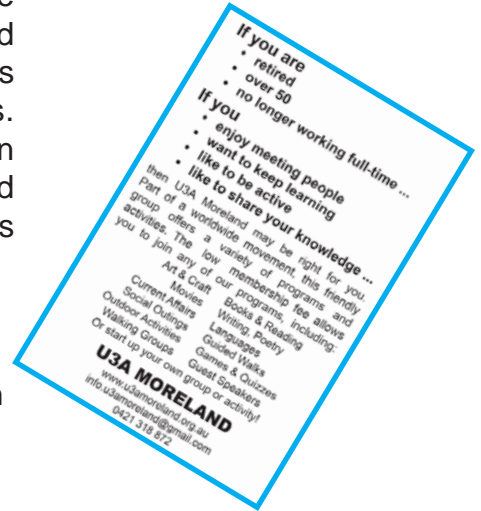 d
s
s.
n
d
s
n
If you are
• retired
• over 50
• no longer working full-time ...
If you
• enjoy meeting people
• want to keep learning
• like to be active
• like to share your knowledge ...
then U3A Moreland may be right for you.
Part of a worldwide movement, this friendly
group offers a variety of programs and
activities. The low membership fee allows
you to join any of our programs, including:
Art & Craft
Movies
Current Affairs
Social Outings
Outdoor Activities
Walking Groups
Books & Reading
Writing, Poetry
Languages
Guided Walks
Games & Quizzes
Guest Speakers
Or start up your own group or activity!
U3A MORELAND
www.u3amoreland.org.au
info.u3amoreland@gmail.com
0421 318 872